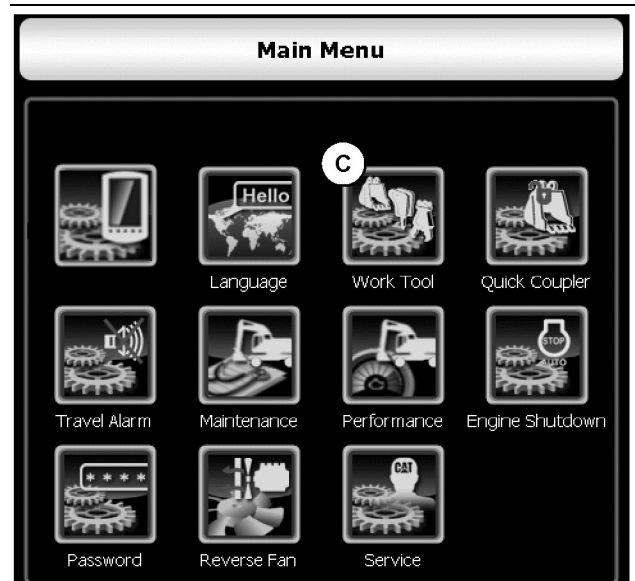 Main Menu
C
Hello
Language
Work Tool
Quick Coupler
STOP
AUTO
Travel Alarm
Maintenance
Performance
Engine Shutdown
* * * *
CAT
Password
Reverse Fan
Service